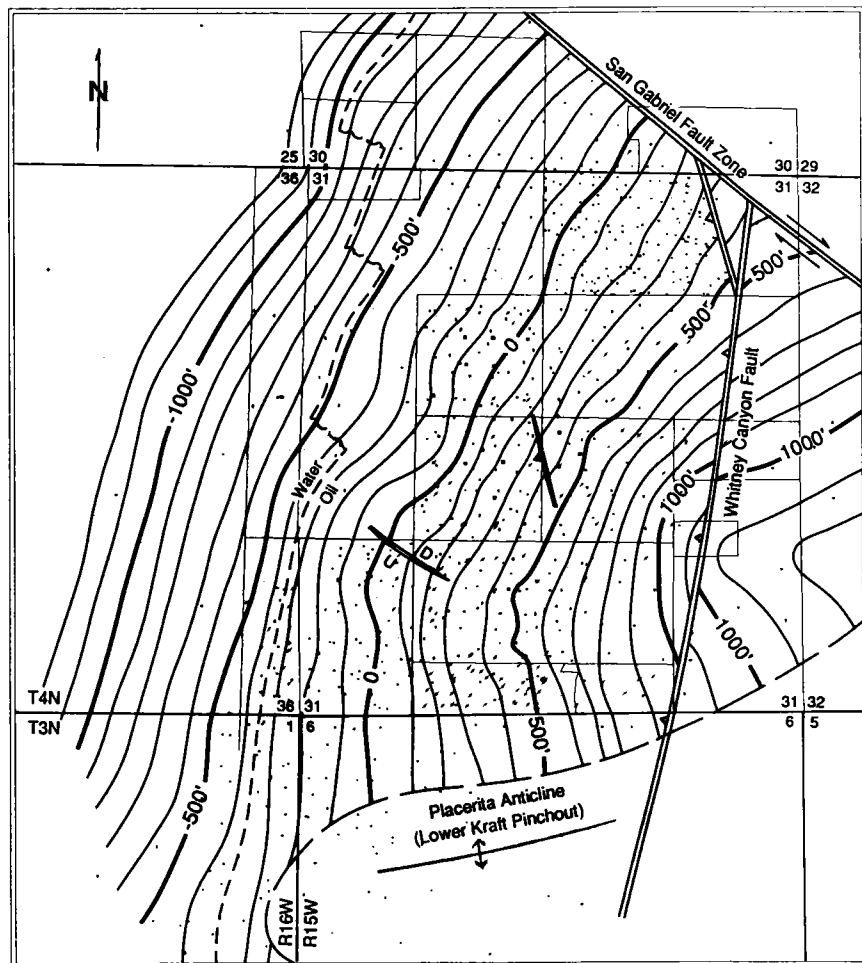 N
San Gabriel Fault Zone
25 30
36 31
30 29
31 32
-500'
500'
500'
-1000'
0
Whitney Canyon Fault
1000'
1000'
Water
Oil
U D
1000'
0
T4N
T3N
36 31
1 6
31 32
6 5
500'
-500'
Placerita Anticline
(Lower Kraft Pinchout)
R16W
R15W